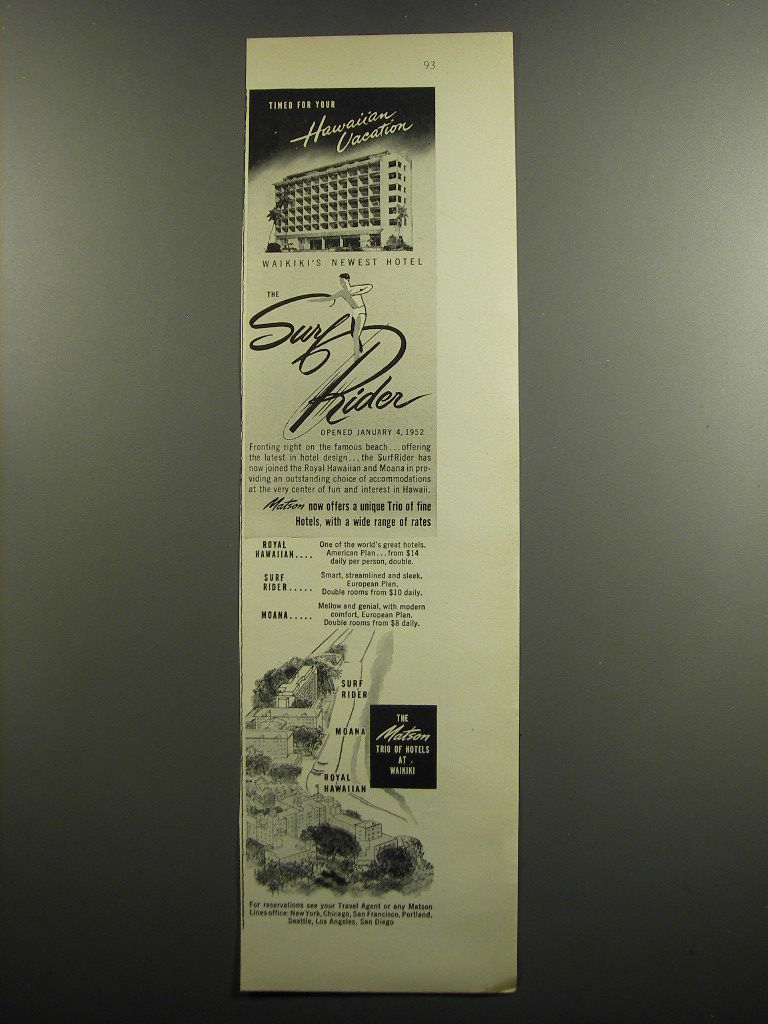 93
TIMED FOR YOUR
Hawaiian
Vacation
WAIKIKI'S NEWEST HOTEL
THE
Surf
Rider
OPENED JANUARY 4, 1952
Fronting right on the famous beach...offering
the latest in hotel design...the SurfRider has
now joined the Royal Hawaiian and Moana in pro-
viding an outstanding choice of accommodations
at the very center of fun and interest in Hawaii.
Matson now offers a unique Trio of fine
Hotels, with a wide range of rates
ROYAL
HAWAIIAN....
One of the world's great hotels.
American Plan...from $14
daily per person, double.
SURF
RIDER.....
Smart, streamlined and sleek.
European Plan.
Double rooms from $10 daily.
MOANA.....
Mellow and genial, with modern
comfort, European Plan.
Double rooms from $8 daily.
SURF
RIDER
MOANA
ROYAL
HAWAIIAN
THE
Matson
TRIO OF HOTELS
AT
WAIKIKI
For reservations see your Travel Agent or any Matson
Lines office: New York, Chicago, San Francisco, Portland,
Seattle, Los Angeles, San Diego